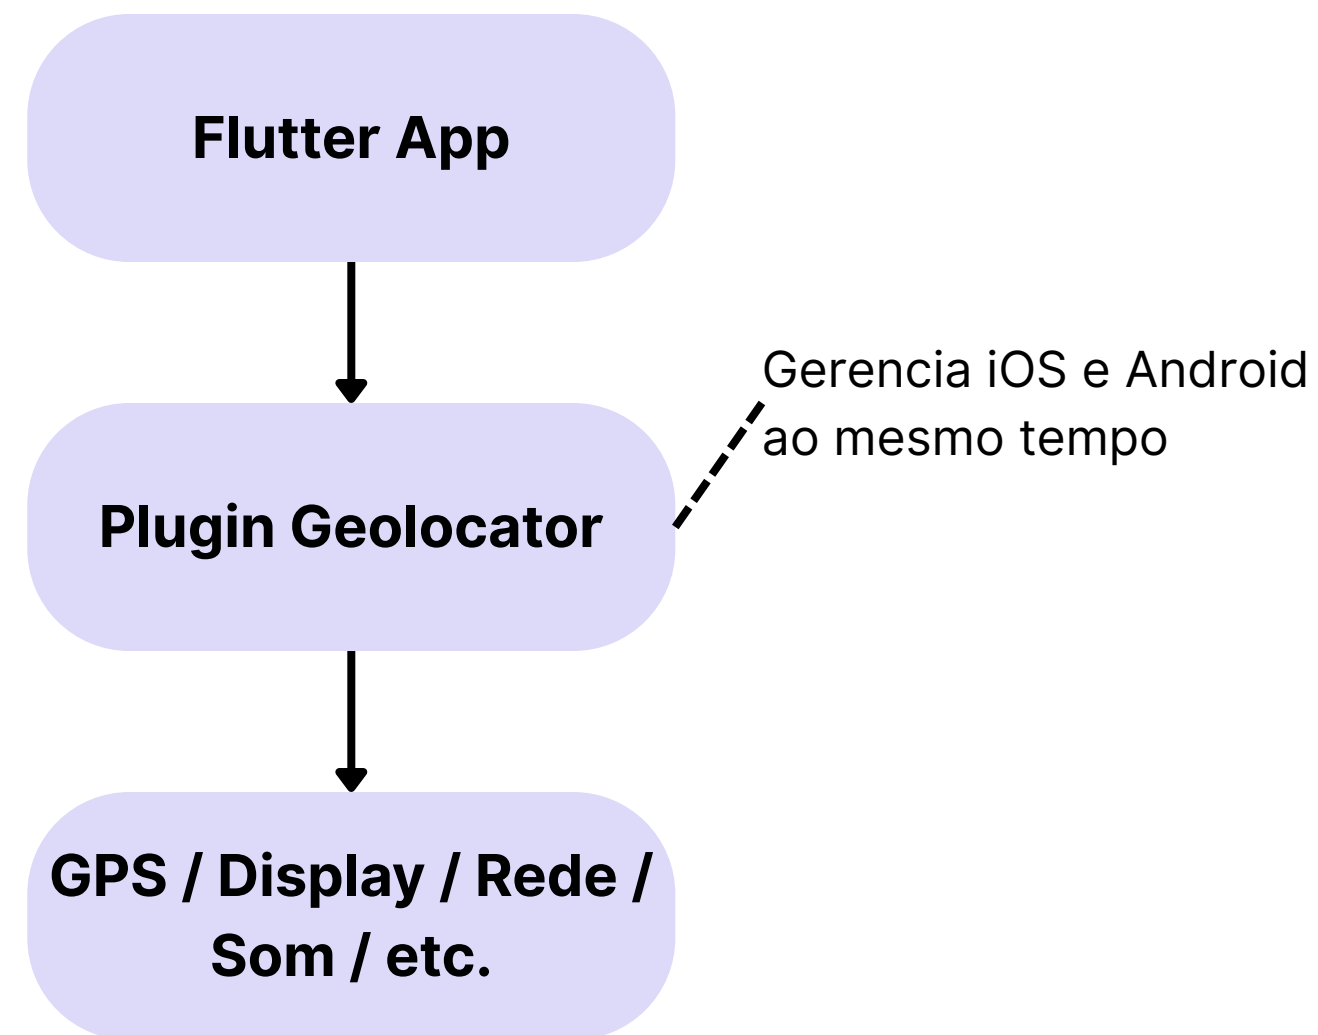 Flutter App
Gerencia iOS e Android
ao mesmo tempo
Plugin Geolocator
GPS / Display / Rede /
Som / etc.